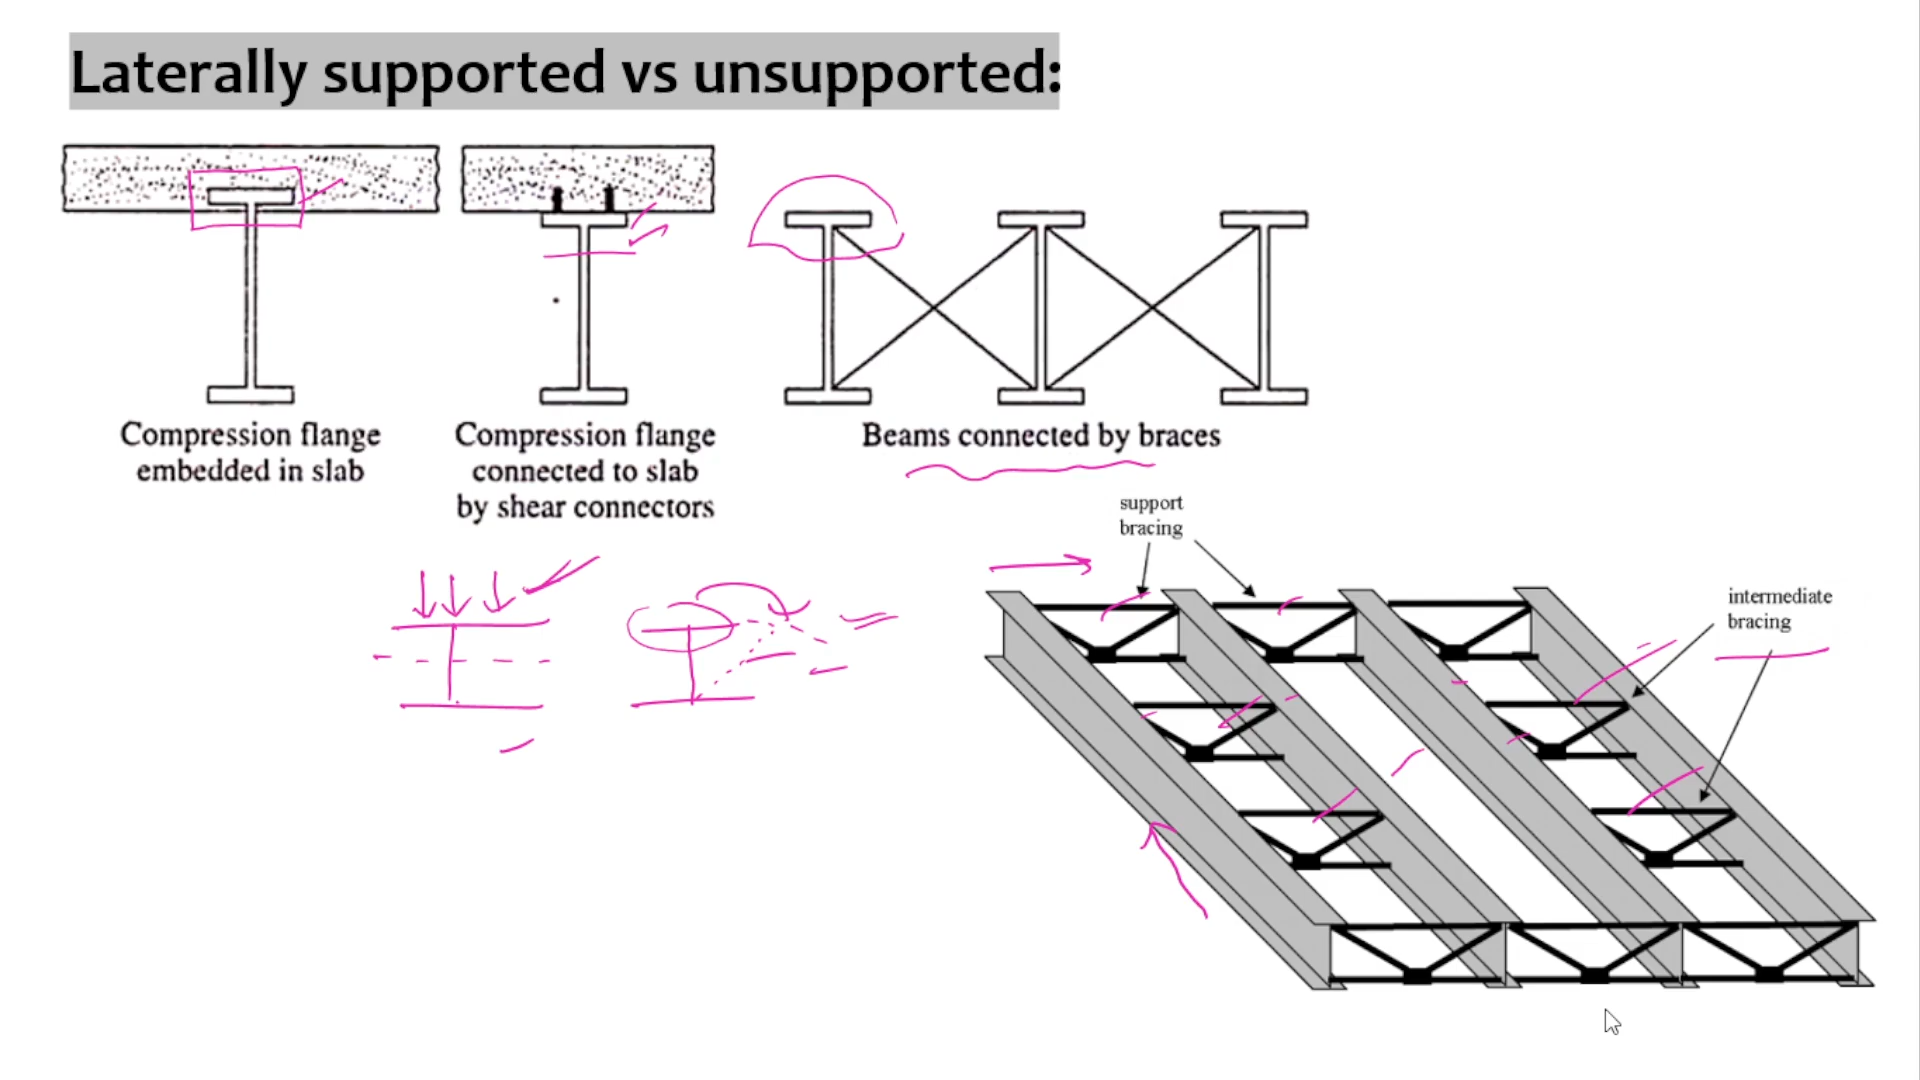 Laterally supported vs unsupported:
Compression flange
embedded in slab
Compression flange
connected to slab
by shear connectors
Beams connected by braces
support
bracing
intermediate
bracing